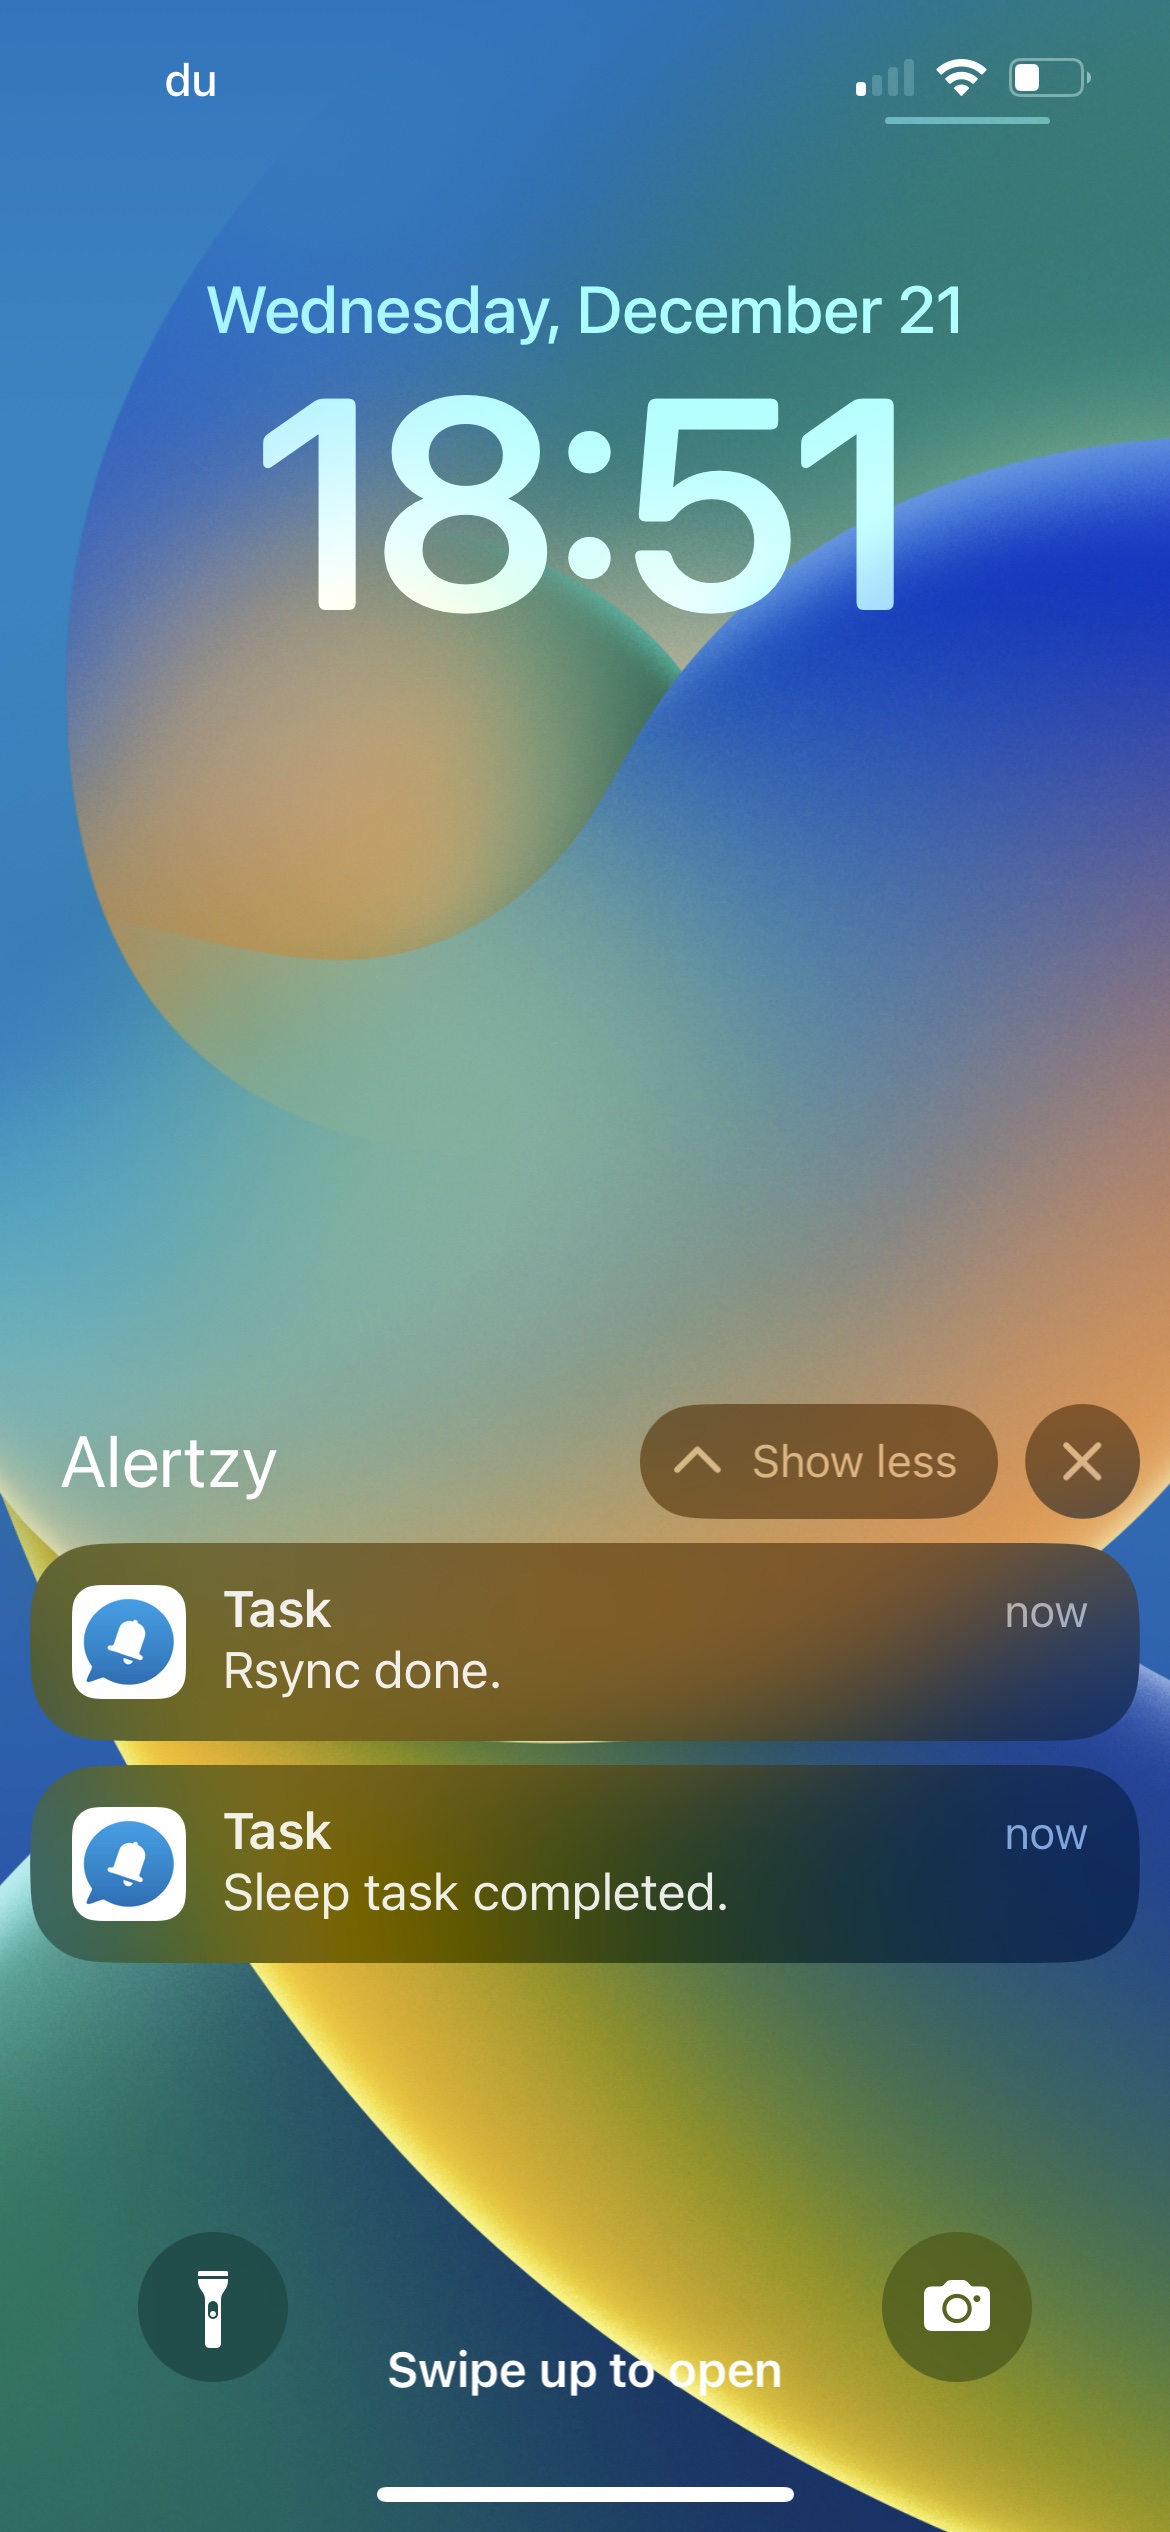 du
Wednesday, December 21
18:51
Alertzy
Show less
Task
now
Rsync done.
Task
now
Sleep task completed.
Swipe up to open